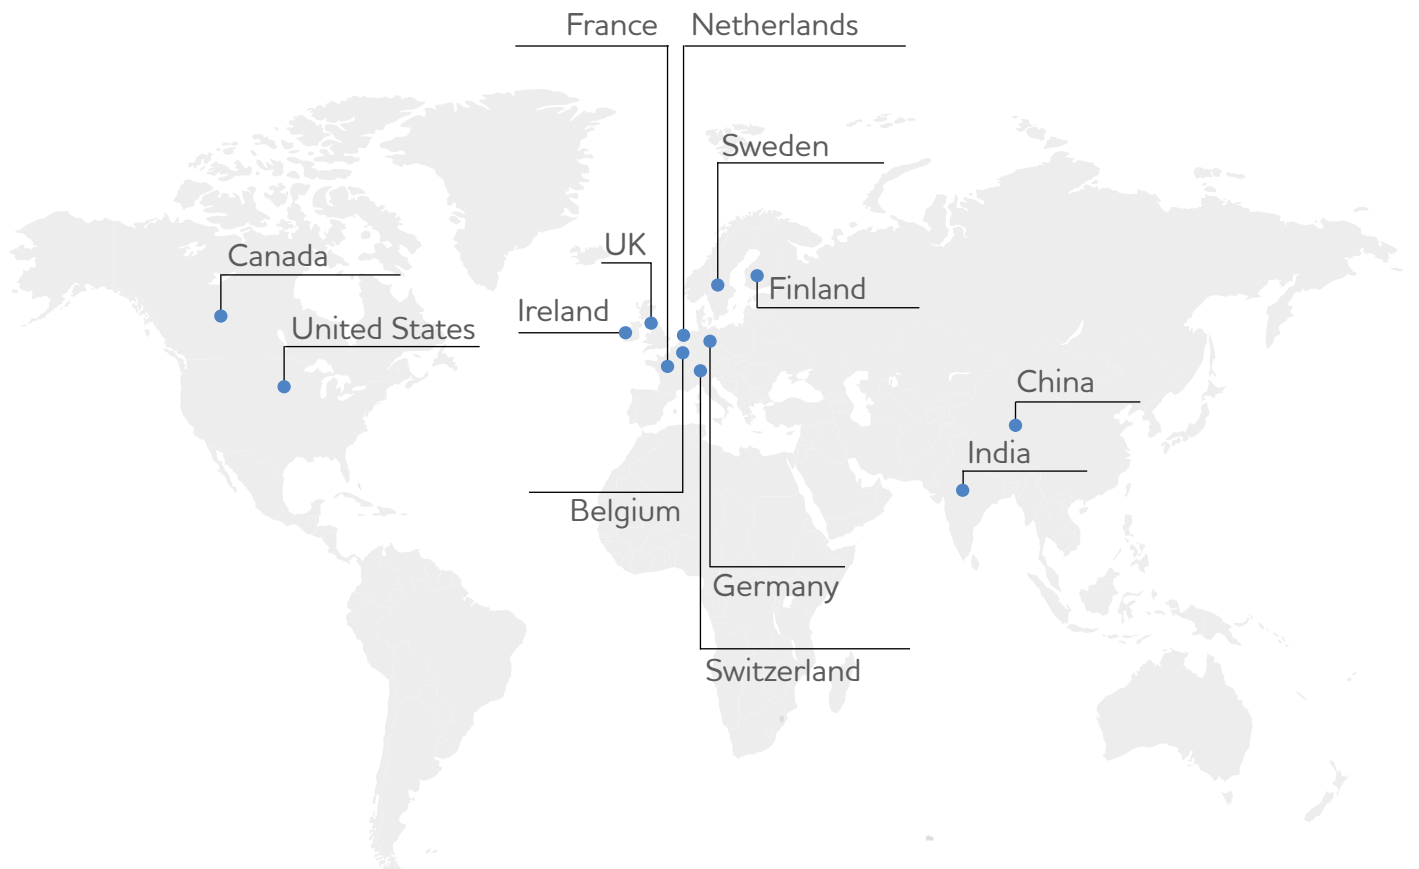 France
Netherlands
Sweden
UK
Canada
Finland
Ireland
United States
China
India
Belgium
Germany
Switzerland